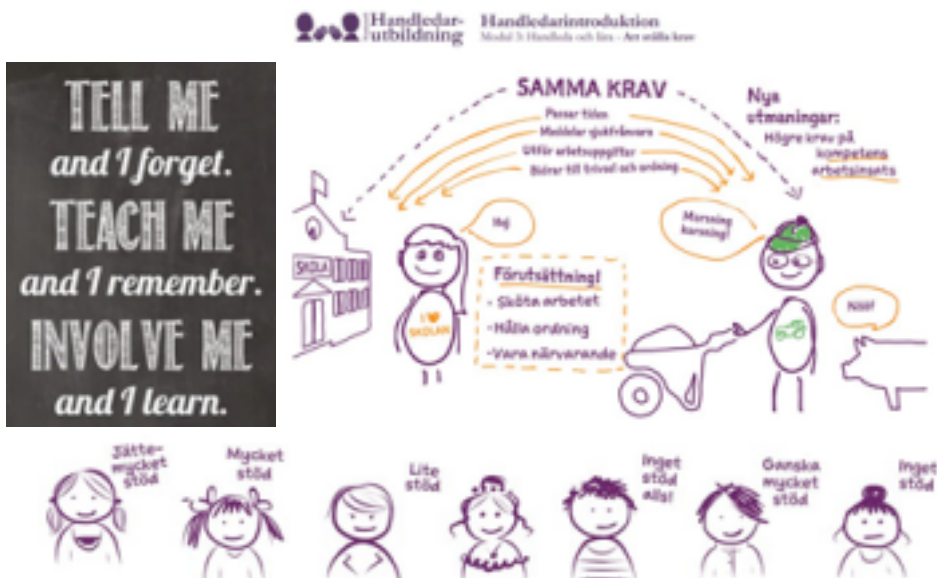 Handledar-
utbildning
Handledarintroduktion
Modul 3: Handleda och lära - Att ställa krav
TELL ME
and I forget.
TEACH ME
and I remember.
INVOLVE ME
and I learn.
SAMMA KRAV
Passar tiden
Meddelar sjukfrånvaro
Utför arbetsuppgifter
Bidrar till trivsel och ordning
Nya
utmaningar:
Högre krav på
kompetens
arbetsinsats
SKOLA
Hej
I
SKOLAN
Förutsättning!
- Sköta arbetet
-Hålla ordning
-Vara närvarande
Morsning
korsning!
Nöff!
Jätte-
mycket
stöd
Mycket
stöd
Lite
stöd
Inget
stöd
alls!
Ganska
mycket
stöd
Inget
stöd